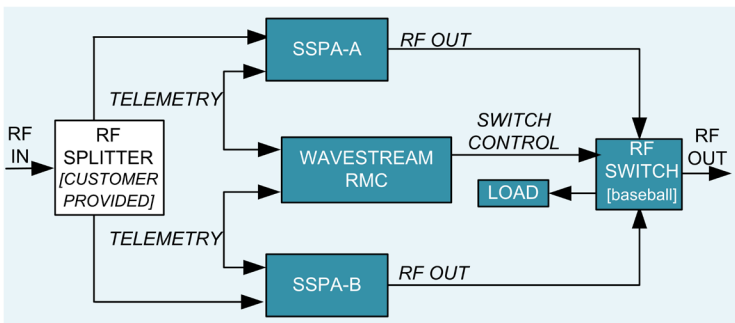 RF
IN
RF
SPLITTER
[CUSTOMER
PROVIDED]
TELEMETRY
TELEMETRY
SSPA-A
RF OUT
WAVESTREAM
RMC
SWITCH
CONTROL
LOAD
SSPA-B
RF OUT
RF
SWITCH
[baseball]
RF
OUT